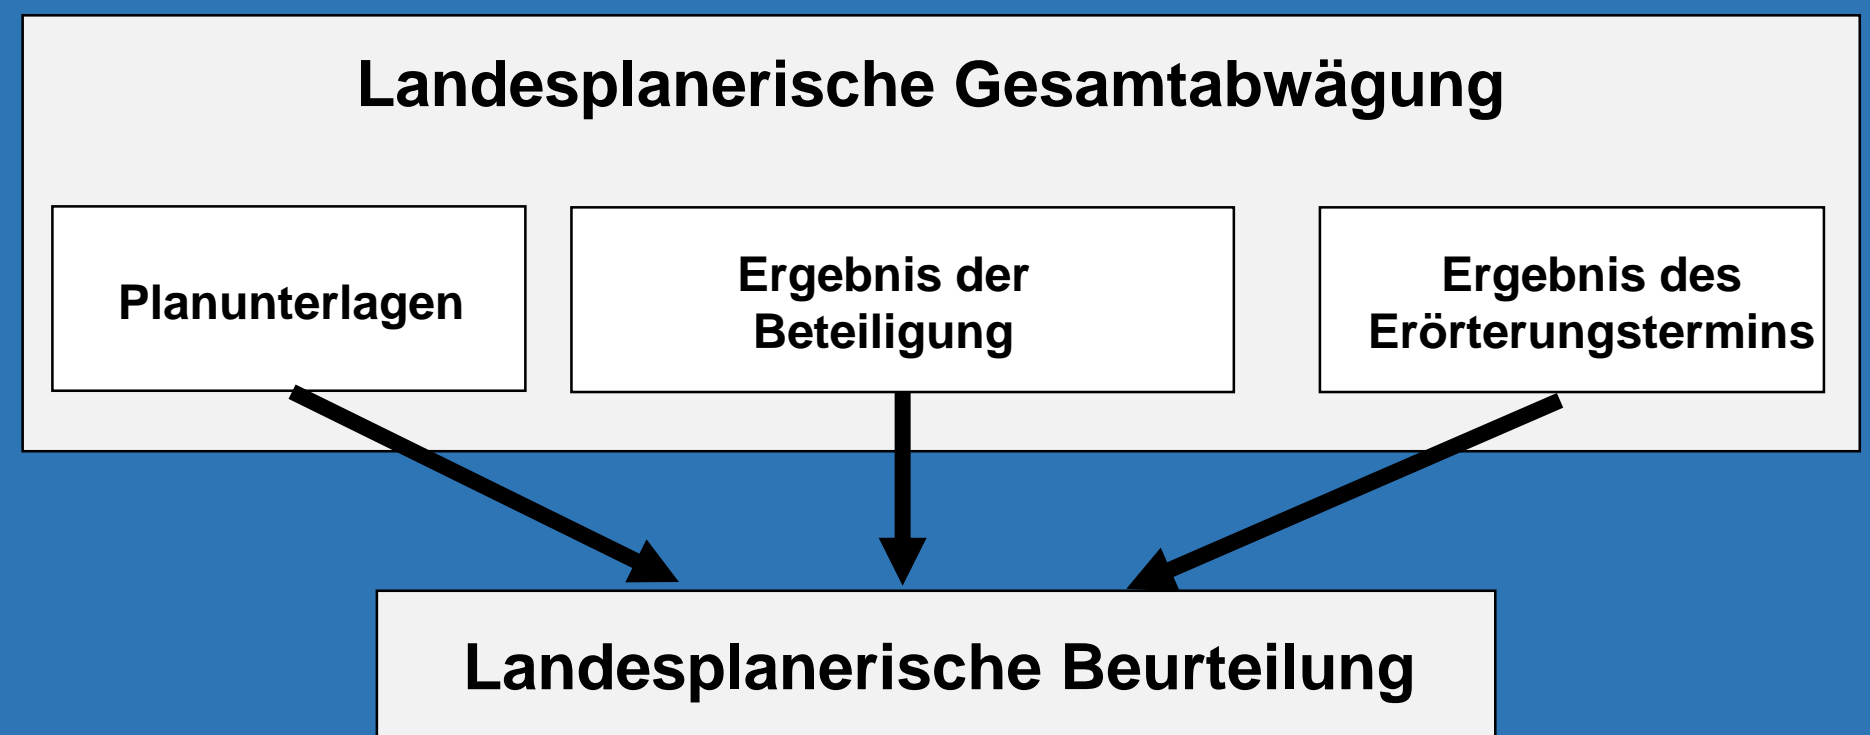 Landesplanerische Gesamtabwägung
Planunterlagen
Ergebnis der
Beteiligung
Ergebnis des
Erörterungstermins
Landesplanerische Beurteilung